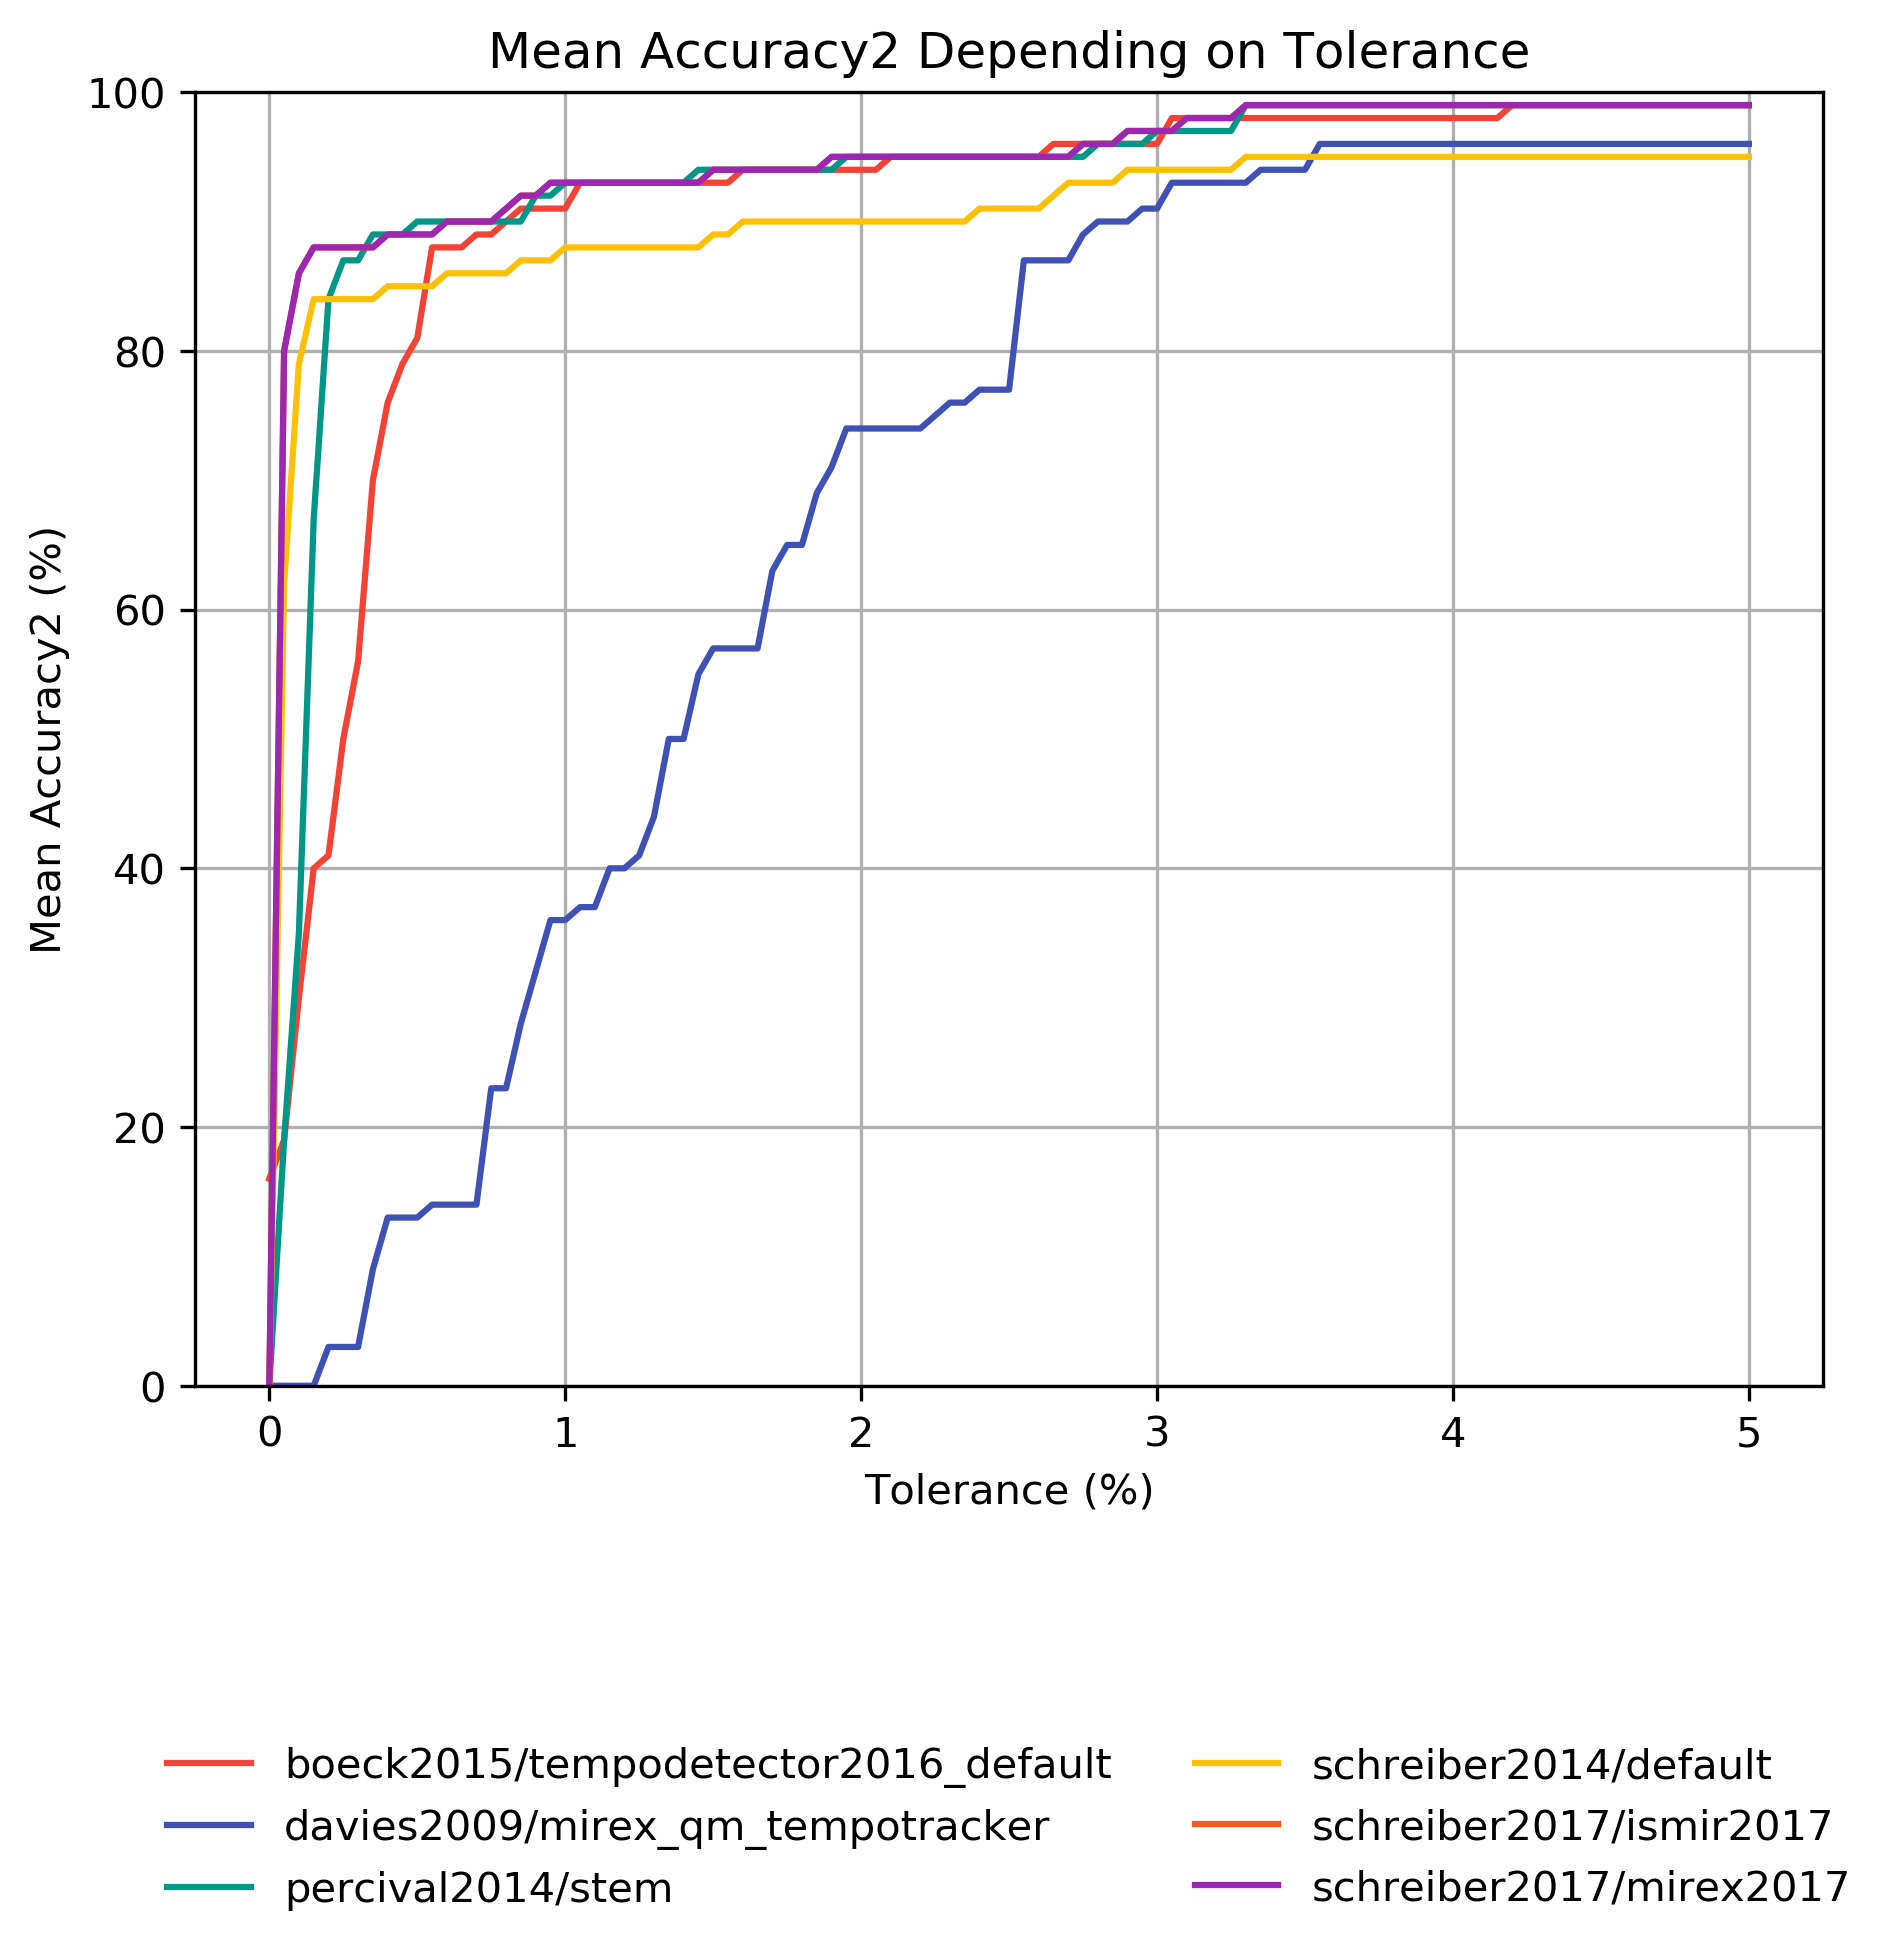 Mean Accuracy2 Depending on Tolerance
Mean Accuracy2 (%)
100
80
60
40
20
0
0 1 2 3 4 5
Tolerance (%)
boeck2015/tempodetector2016_default
davies2009/mirex_qm_tempotracker
percival2014/stem
schreiber2014/default
schreiber2017/ismir2017
schreiber2017/mirex2017